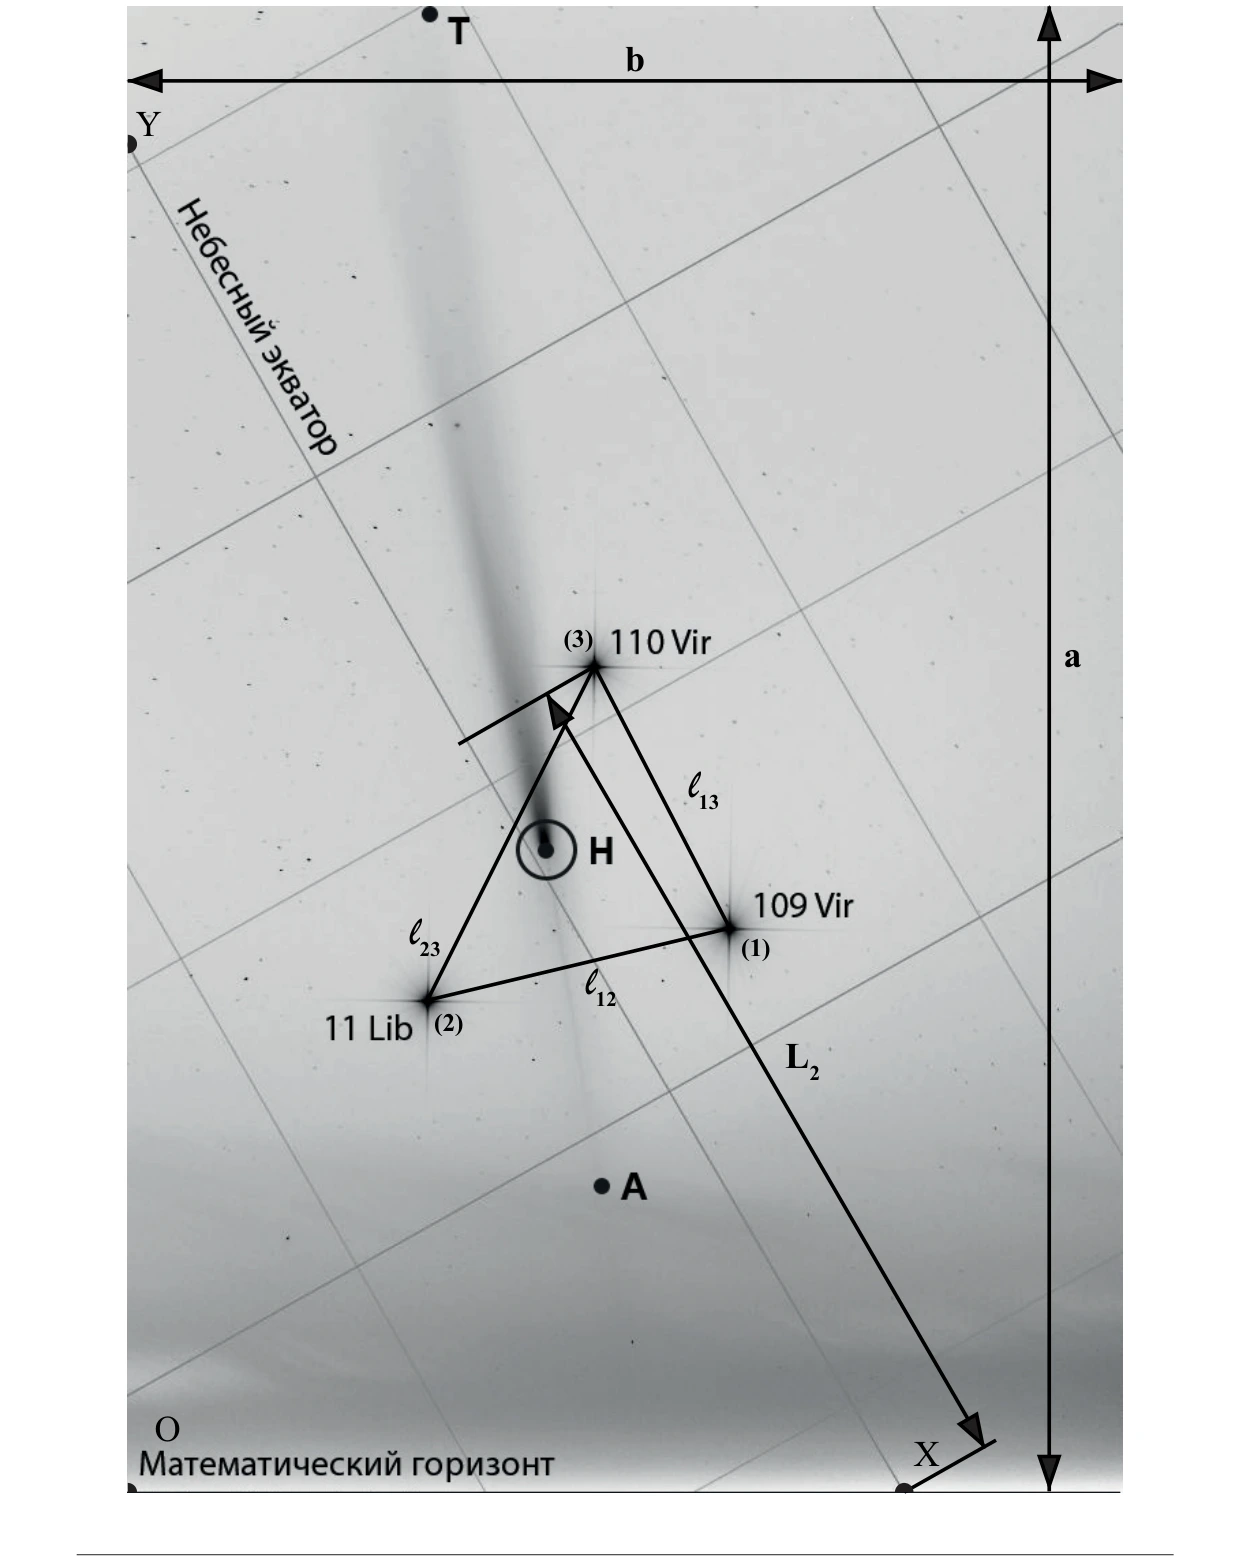 T
b
Y
Небесный экватор
(3) 110 Vir
a
ℓ13
H
109 Vir
(1)
ℓ23
ℓ12
11 Lib (2)
L2
A
O
X
Математический горизонт